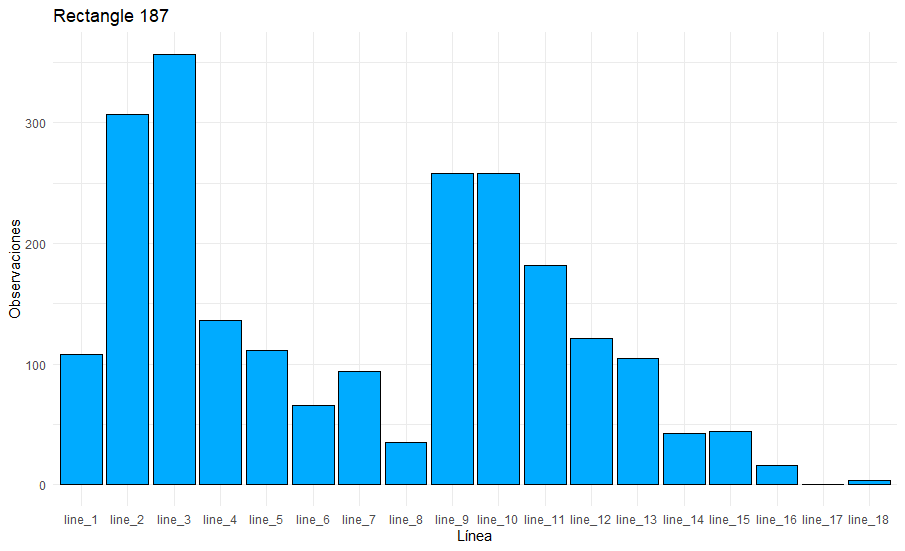 Rectangle 187
Observaciones
300
200
100
0
line_1 line_2 line_3 line_4 line_5 line_6 line_7 line_8 line_9 line_10 line_11 line_12 line_13 line_14 line_15 line_16 line_17 line_18
Línea